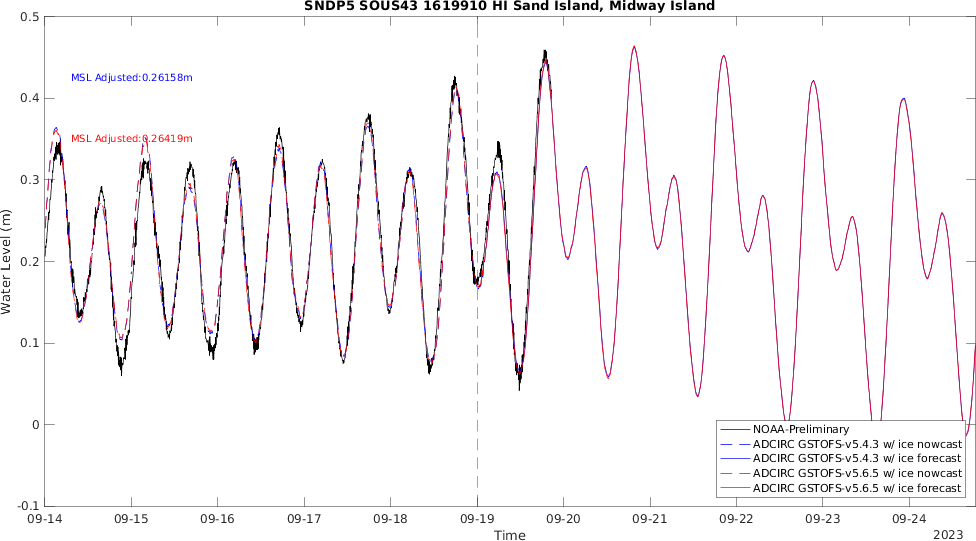 SNDP5 SOUS43 1619910 HI Sand Island, Midway Island
0.5
0.4
0.3
0.2
0.1
0
-0.1
Water Level (m)
MSL Adjusted:0.26158m
MSL Adjusted:0.26419m
NOAA-Preliminary
ADCIRC GSTOFS-v5.4.3 w/ ice nowcast
ADCIRC GSTOFS-v5.4.3 w/ ice forecast
ADCIRC GSTOFS-v5.6.5 w/ ice nowcast
ADCIRC GSTOFS-v5.6.5 w/ ice forecast
09-14 09-15 09-16 09-17 09-18 09-19 09-20 09-21 09-22 09-23 09-24
Time
2023